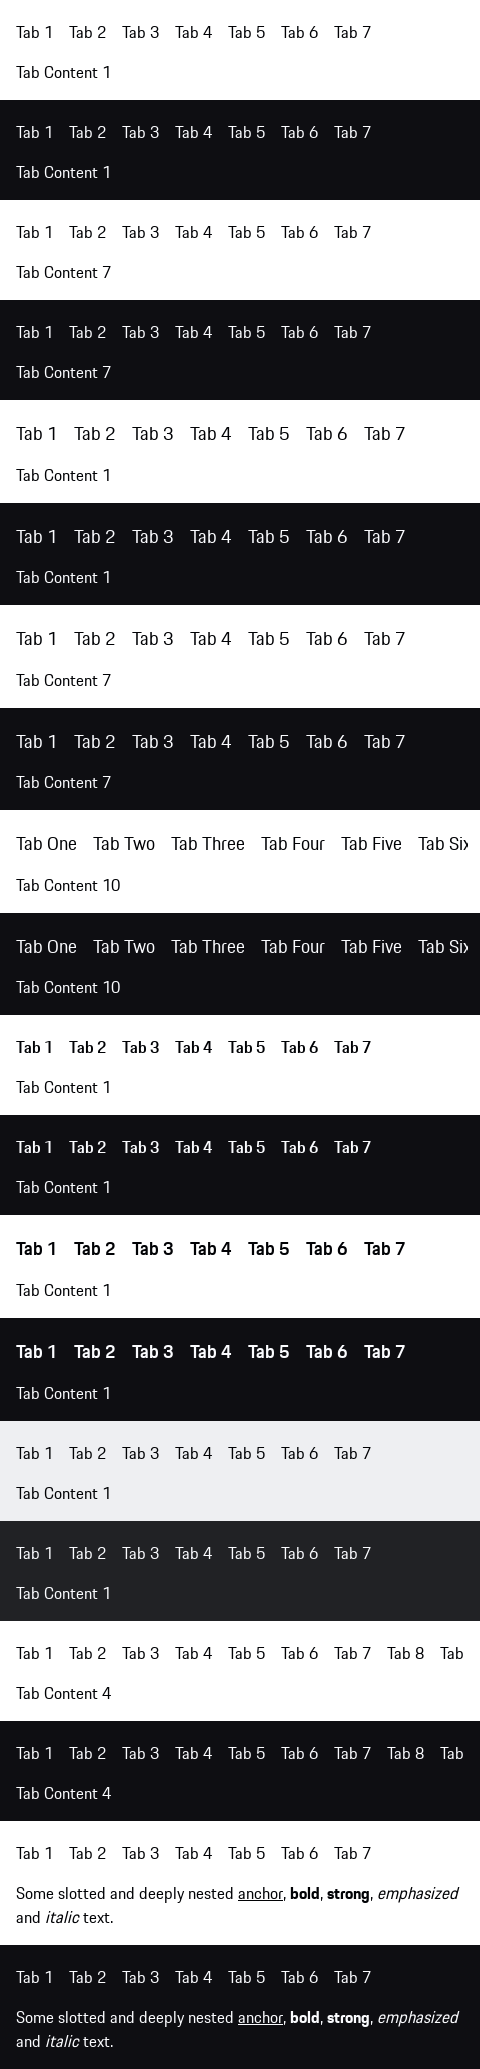 Tab 1 Tab 2 Tab 3 Tab 4 Tab 5 Tab 6 Tab 7
Tab Content 1
Tab 1 Tab 2 Tab 3 Tab 4 Tab 5 Tab 6 Tab 7
Tab Content 1
Tab 1 Tab 2 Tab 3 Tab 4 Tab 5 Tab 6 Tab 7
Tab Content 7
Tab 1 Tab 2 Tab 3 Tab 4 Tab 5 Tab 6 Tab 7
Tab Content 7
Tab 1 Tab 2 Tab 3 Tab 4 Tab 5 Tab 6 Tab 7
Tab Content 1
Tab 1 Tab 2 Tab 3 Tab 4 Tab 5 Tab 6 Tab 7
Tab Content 1
Tab 1 Tab 2 Tab 3 Tab 4 Tab 5 Tab 6 Tab 7
Tab Content 7
Tab 1 Tab 2 Tab 3 Tab 4 Tab 5 Tab 6 Tab 7
Tab Content 7
Tab One Tab Two Tab Three Tab Four Tab Five Tab Six
Tab Content 10
Tab One Tab Two Tab Three Tab Four Tab Five Tab Six
Tab Content 10
Tab 1 Tab 2 Tab 3 Tab 4 Tab 5 Tab 6 Tab 7
Tab Content 1
Tab 1 Tab 2 Tab 3 Tab 4 Tab 5 Tab 6 Tab 7
Tab Content 1
Tab 1 Tab 2 Tab 3 Tab 4 Tab 5 Tab 6 Tab 7
Tab Content 1
Tab 1 Tab 2 Tab 3 Tab 4 Tab 5 Tab 6 Tab 7
Tab Content 1
Tab 1 Tab 2 Tab 3 Tab 4 Tab 5 Tab 6 Tab 7
Tab Content 1
Tab 1 Tab 2 Tab 3 Tab 4 Tab 5 Tab 6 Tab 7
Tab Content 1
Tab 1 Tab 2 Tab 3 Tab 4 Tab 5 Tab 6 Tab 7 Tab 8 Tab
Tab Content 4
Tab 1 Tab 2 Tab 3 Tab 4 Tab 5 Tab 6 Tab 7 Tab 8 Tab
Tab Content 4
Tab 1 Tab 2 Tab 3 Tab 4 Tab 5 Tab 6 Tab 7
Some slotted and deeply nested anchor, bold, strong, emphasized
and italic text.
Tab 1 Tab 2 Tab 3 Tab 4 Tab 5 Tab 6 Tab 7
Some slotted and deeply nested anchor, bold, strong, emphasized
and italic text.